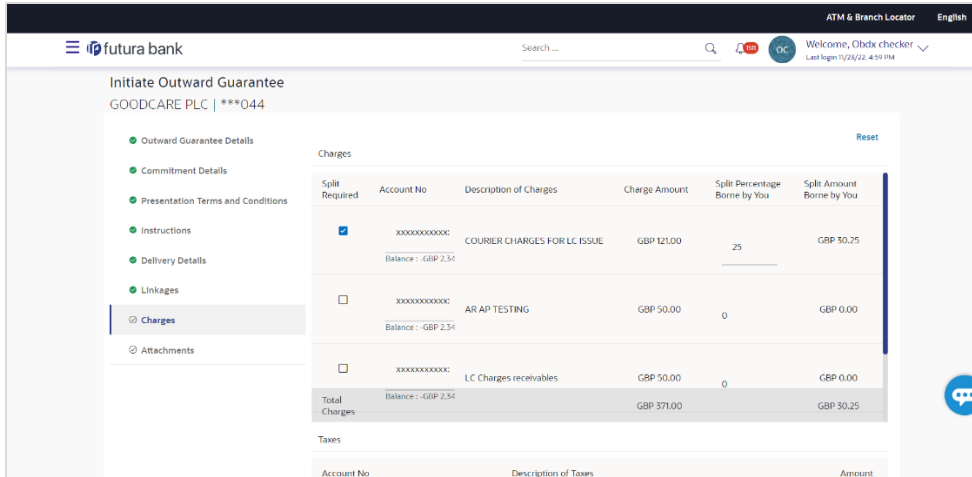 ATM & Branch Locator English
futura bank Search ... OC Welcome, Obdx checker
Last login 11/23/22, 4:59 PM
Initiate Outward Guarantee
GOODCARE PLC | ***044
Outward Guarantee Details
Commitment Details
Presentation Terms and Conditions
Instructions
Delivery Details
Linkages
Charges
Attachments
Reset
Charges
Split Required Account No Description of Charges Charge Amount Split Percentage Borne by You Split Amount Borne by You
xxxxxxxxxxx COURIER CHARGES FOR LC ISSUE GBP 121.00 25 GBP 30.25
Balance : -GBP 2,34
xxxxxxxxxxx AR AP TESTING GBP 50.00 0 GBP 0.00
Balance : -GBP 2,34
xxxxxxxxxxx LC Charges receivables GBP 50.00 0 GBP 0.00
Balance : -GBP 2,34
Total Charges GBP 371.00 GBP 30.25
Taxes
Account No Description of Taxes Amount